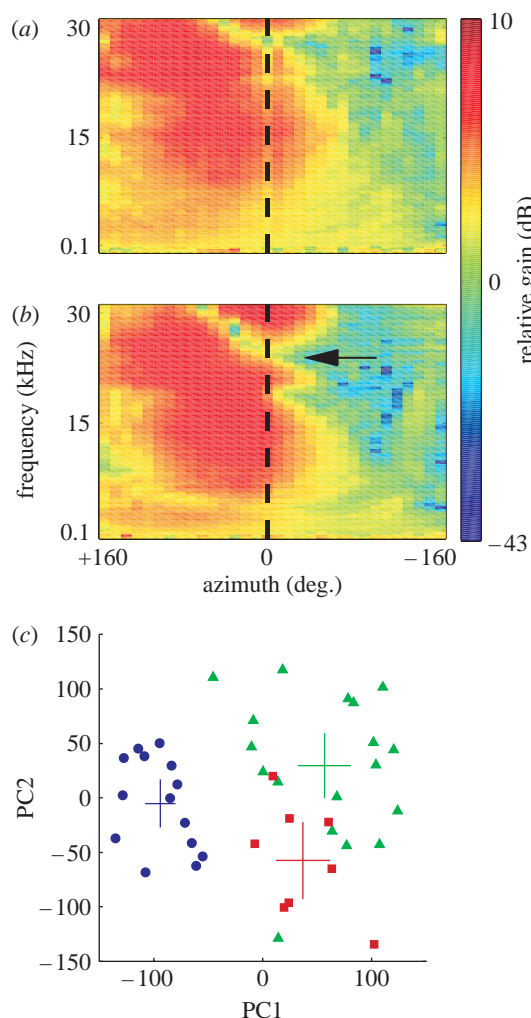 (a)
30
15
0.1
10
0
−43
relative gain (dB)
(b)
30
15
0.1
frequency (kHz)
+160 0 −160
azimuth (deg.)
(c)
150
100
50
0
−50
−100
−150
PC2
−100 0 100
PC1